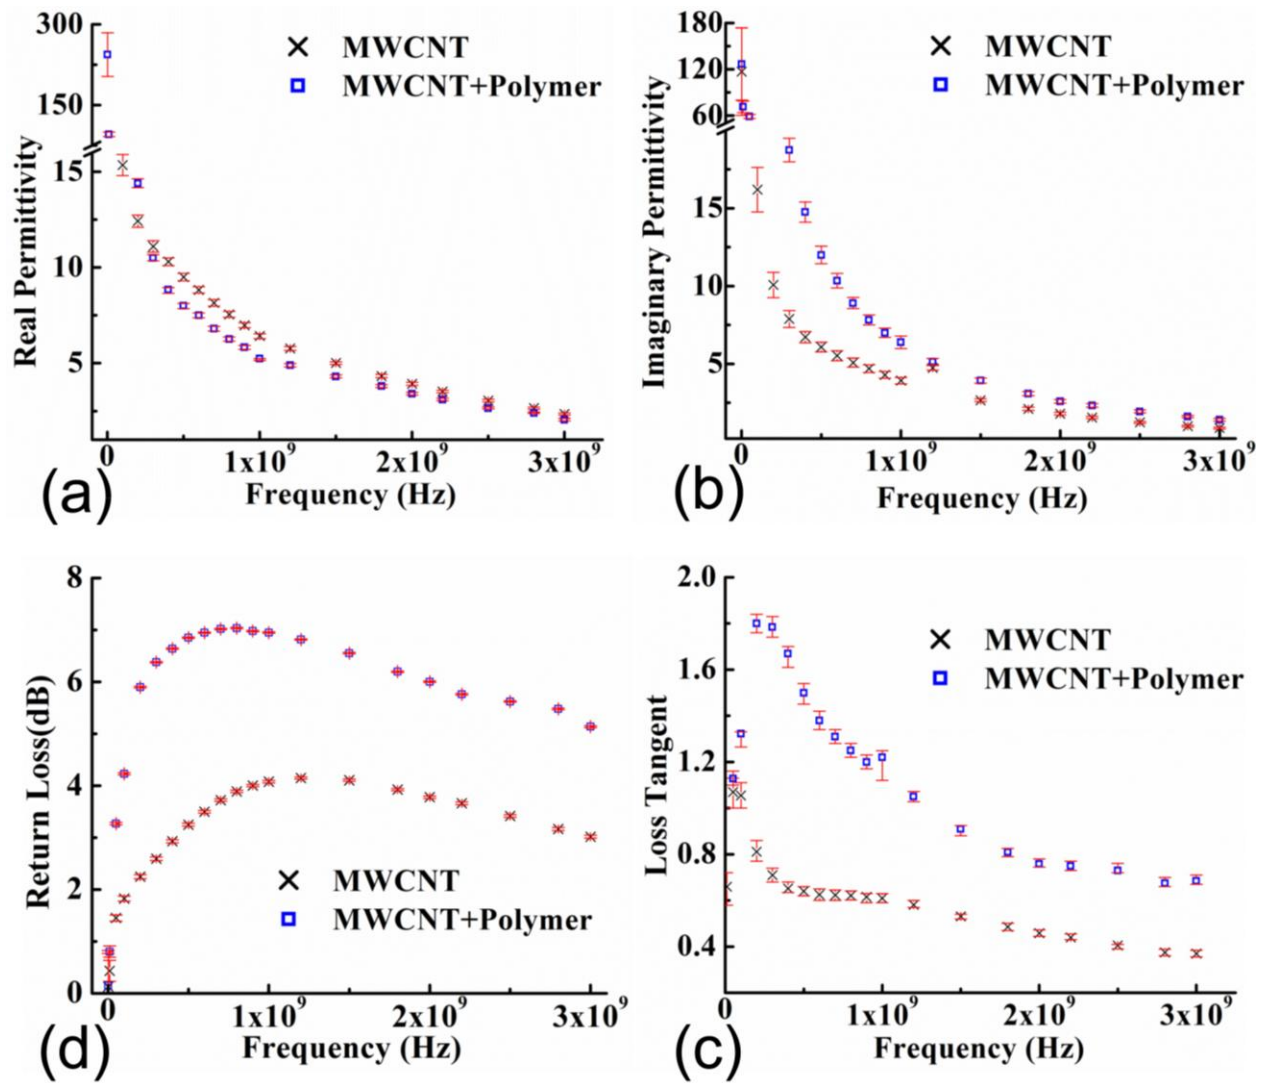 300
150
15
10
5
Real Permittivity
× MWCNT
MWCNT+Polymer
0
1x10⁹
2x10⁹
3x10⁹
Frequency (Hz)
(a)
180
120
60
15
10
5
Imaginary Permittivity
MWCNT
MWCNT+Polymer
0
1x10⁹
2x10⁹
3x10⁹
Frequency (Hz)
(b)
8
6
4
2
0
Return Loss(dB)
MWCNT
MWCNT+Polymer
0
1x10⁹
2x10⁹
3x10⁹
Frequency (Hz)
(d)
2.0
1.6
1.2
0.8
0.4
Loss Tangent
MWCNT
MWCNT+Polymer
0
1x10⁹
2x10⁹
3x10⁹
Frequency (Hz)
(c)